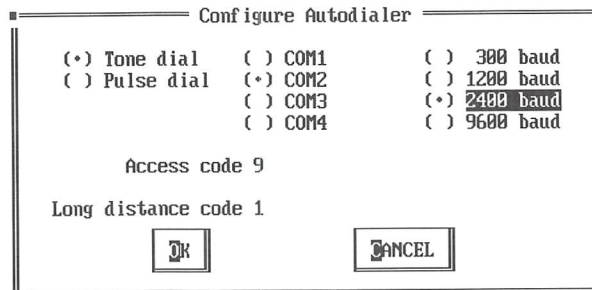 Configure Autodialer
(•) Tone dial ( ) COM1 ( ) 300 baud
( ) Pulse dial (•) COM2 ( ) 1200 baud
( ) COM3 (•) 2400 baud
( ) COM4 ( ) 9600 baud
Access code 9
Long distance code 1
OK CANCEL